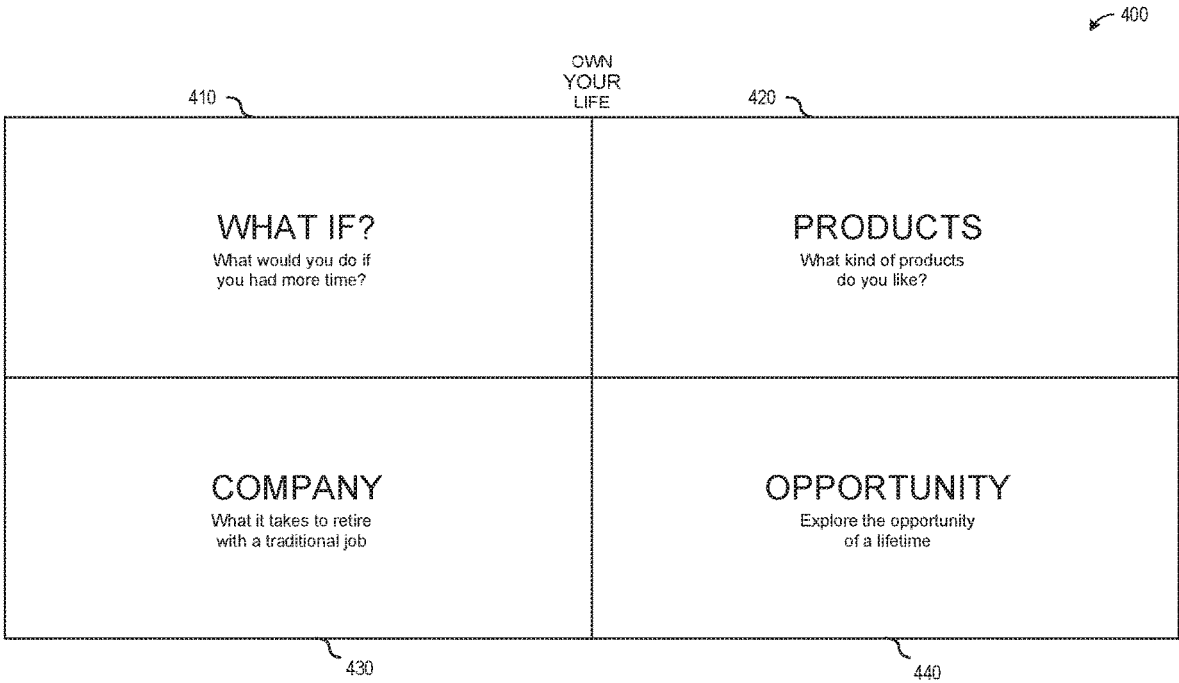 400
OWN
YOUR
LIFE
410
420
WHAT IF?
What would you do if
you had more time?
PRODUCTS
What kind of products
do you like?
COMPANY
What it takes to retire
with a traditional job
OPPORTUNITY
Explore the opportunity
of a lifetime
430
440